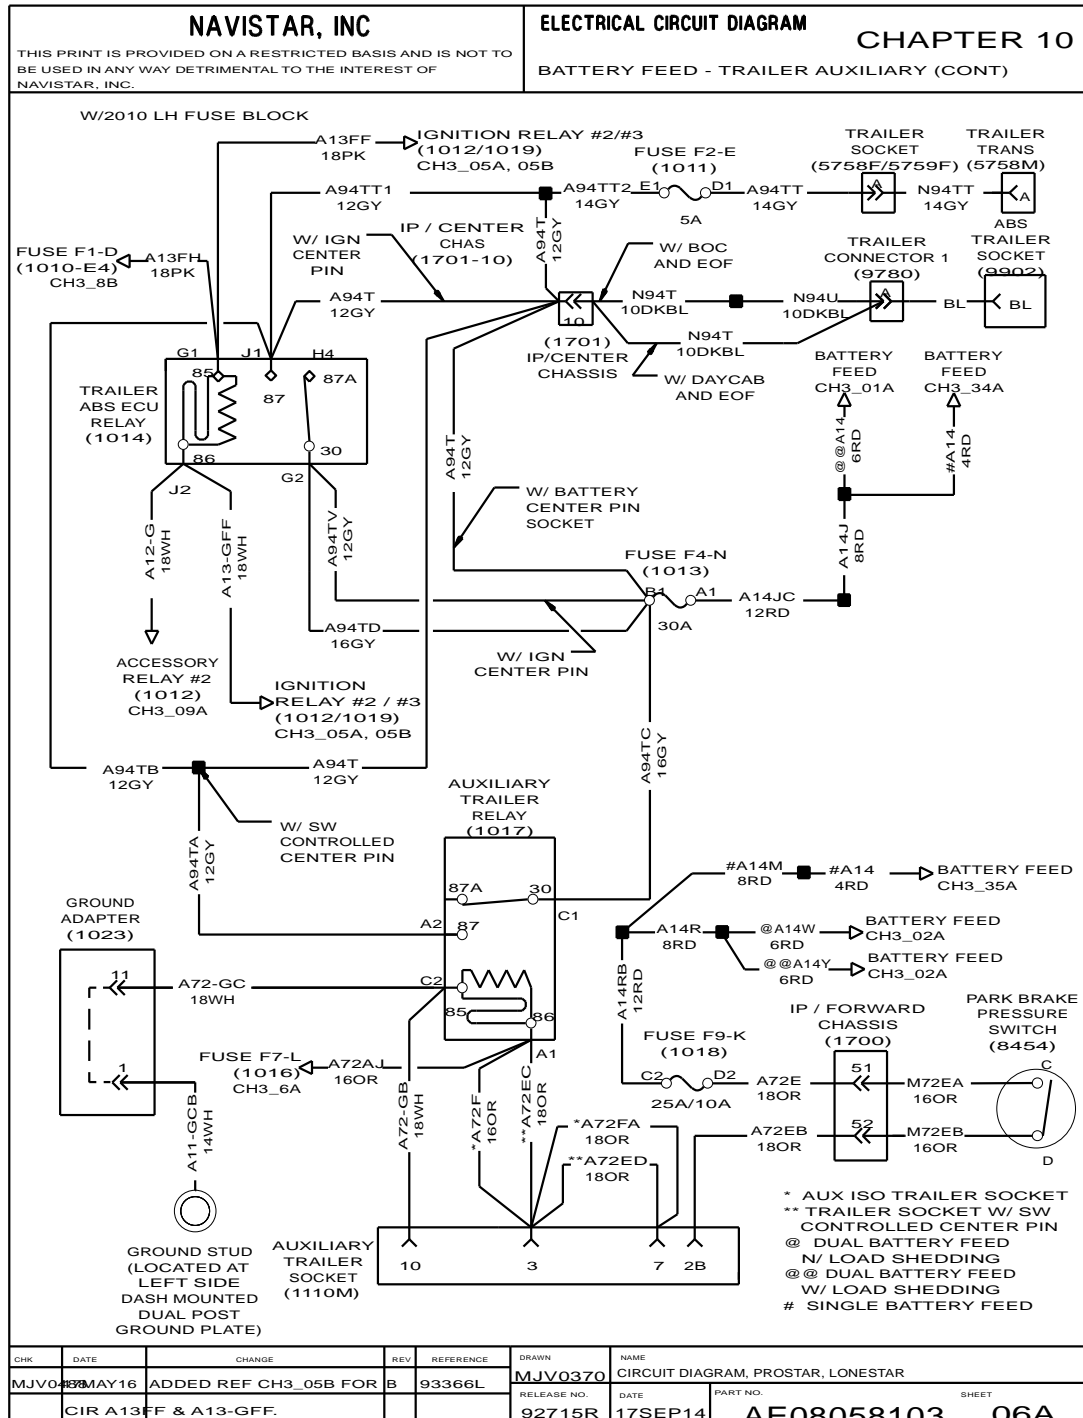 NAVISTAR, INC
THIS PRINT IS PROVIDED ON A RESTRICTED BASIS AND IS NOT TO
BE USED IN ANY WAY DETRIMENTAL TO THE INTEREST OF
NAVISTAR, INC.
ELECTRICAL CIRCUIT DIAGRAM
CHAPTER 10
BATTERY FEED - TRAILER AUXILIARY (CONT)
W/2010 LH FUSE BLOCK
A13FF
18PK
IGNITION RELAY #2/#3
(1012/1019)
CH3_05A, 05B
FUSE F2-E
(1011)
TRAILER
SOCKET
(5758F/5759F)
TRAILER
TRANS
(5758M)
A94TT1
12GY
A94TT2
14GY
E1
D1
5A
A94TT
14GY
A
N94TT
14GY
A
FUSE F1-D
(1010-E4)
CH3_8B
A13FH
18PK
W/ IGN
CENTER
PIN
IP / CENTER
CHAS
(1701-10)
A94T
12GY
W/ BOC
AND EOF
TRAILER
CONNECTOR 1
(9780)
ABS
TRAILER
SOCKET
(9902)
A94T
12GY
10
N94T
10DKBL
N94U
10DKBL
A
BL
BL
(1701)
IP/CENTER
CHASSIS
N94T
10DKBL
W/ DAYCAB
AND EOF
BATTERY
FEED
CH3_01A
BATTERY
FEED
CH3_34A
G1
J1
H4
TRAILER
ABS ECU
RELAY
(1014)
85
87
87A
86
30
J2
G2
A94T
12GY
@@A14
6RD
#A14
4RD
A12-G
18WH
A13-GFF
18WH
A94TV
12GY
W/ BATTERY
CENTER PIN
SOCKET
A14J
8RD
FUSE F4-N
(1013)
B1
A1
30A
A14JC
12RD
A94TD
16GY
W/ IGN
CENTER PIN
ACCESSORY
RELAY #2
(1012)
CH3_09A
IGNITION
RELAY #2 / #3
(1012/1019)
CH3_05A, 05B
A94TC
16GY
A94TB
12GY
A94T
12GY
AUXILIARY
TRAILER
RELAY
(1017)
W/ SW
CONTROLLED
CENTER PIN
A94TA
12GY
87A
30
C1
A2
87
C2
85
86
A1
#A14M
8RD
#A14
4RD
BATTERY FEED
CH3_35A
GROUND
ADAPTER
(1023)
A14R
8RD
@A14W
6RD
BATTERY FEED
CH3_02A
@@A14Y
6RD
BATTERY FEED
CH3_02A
11
A72-GC
18WH
A14RB
12RD
IP / FORWARD
CHASSIS
(1700)
PARK BRAKE
PRESSURE
SWITCH
(8454)
FUSE F9-K
(1018)
1
FUSE F7-L
(1016)
CH3_6A
A72AJ
16OR
C2
D2
25A/10A
A72E
18OR
51
M72EA
16OR
C
A72EB
18OR
52
M72EB
16OR
D
A11-GCB
14WH
A72-GB
18WH
*A72F
16OR
**A72EC
18OR
*A72FA
18OR
**A72ED
18OR
GROUND STUD
(LOCATED AT
LEFT SIDE
DASH MOUNTED
DUAL POST
GROUND PLATE)
AUXILIARY
TRAILER
SOCKET
(1110M)
10
3
7
2B
* AUX ISO TRAILER SOCKET
** TRAILER SOCKET W/ SW
CONTROLLED CENTER PIN
@ DUAL BATTERY FEED
N/ LOAD SHEDDING
@@ DUAL BATTERY FEED
W/ LOAD SHEDDING
# SINGLE BATTERY FEED
CHK
DATE
CHANGE
REV
REFERENCE
DRAWN
NAME
MAY16
ADDED REF CH3_05B FOR
B
93366L
MJV0370
CIRCUIT DIAGRAM, PROSTAR, LONESTAR
CIR A13FF & A13-GFF.
RELEASE NO.
DATE
PART NO.
SHEET
92715R
17SEP14
AE08058103
06A